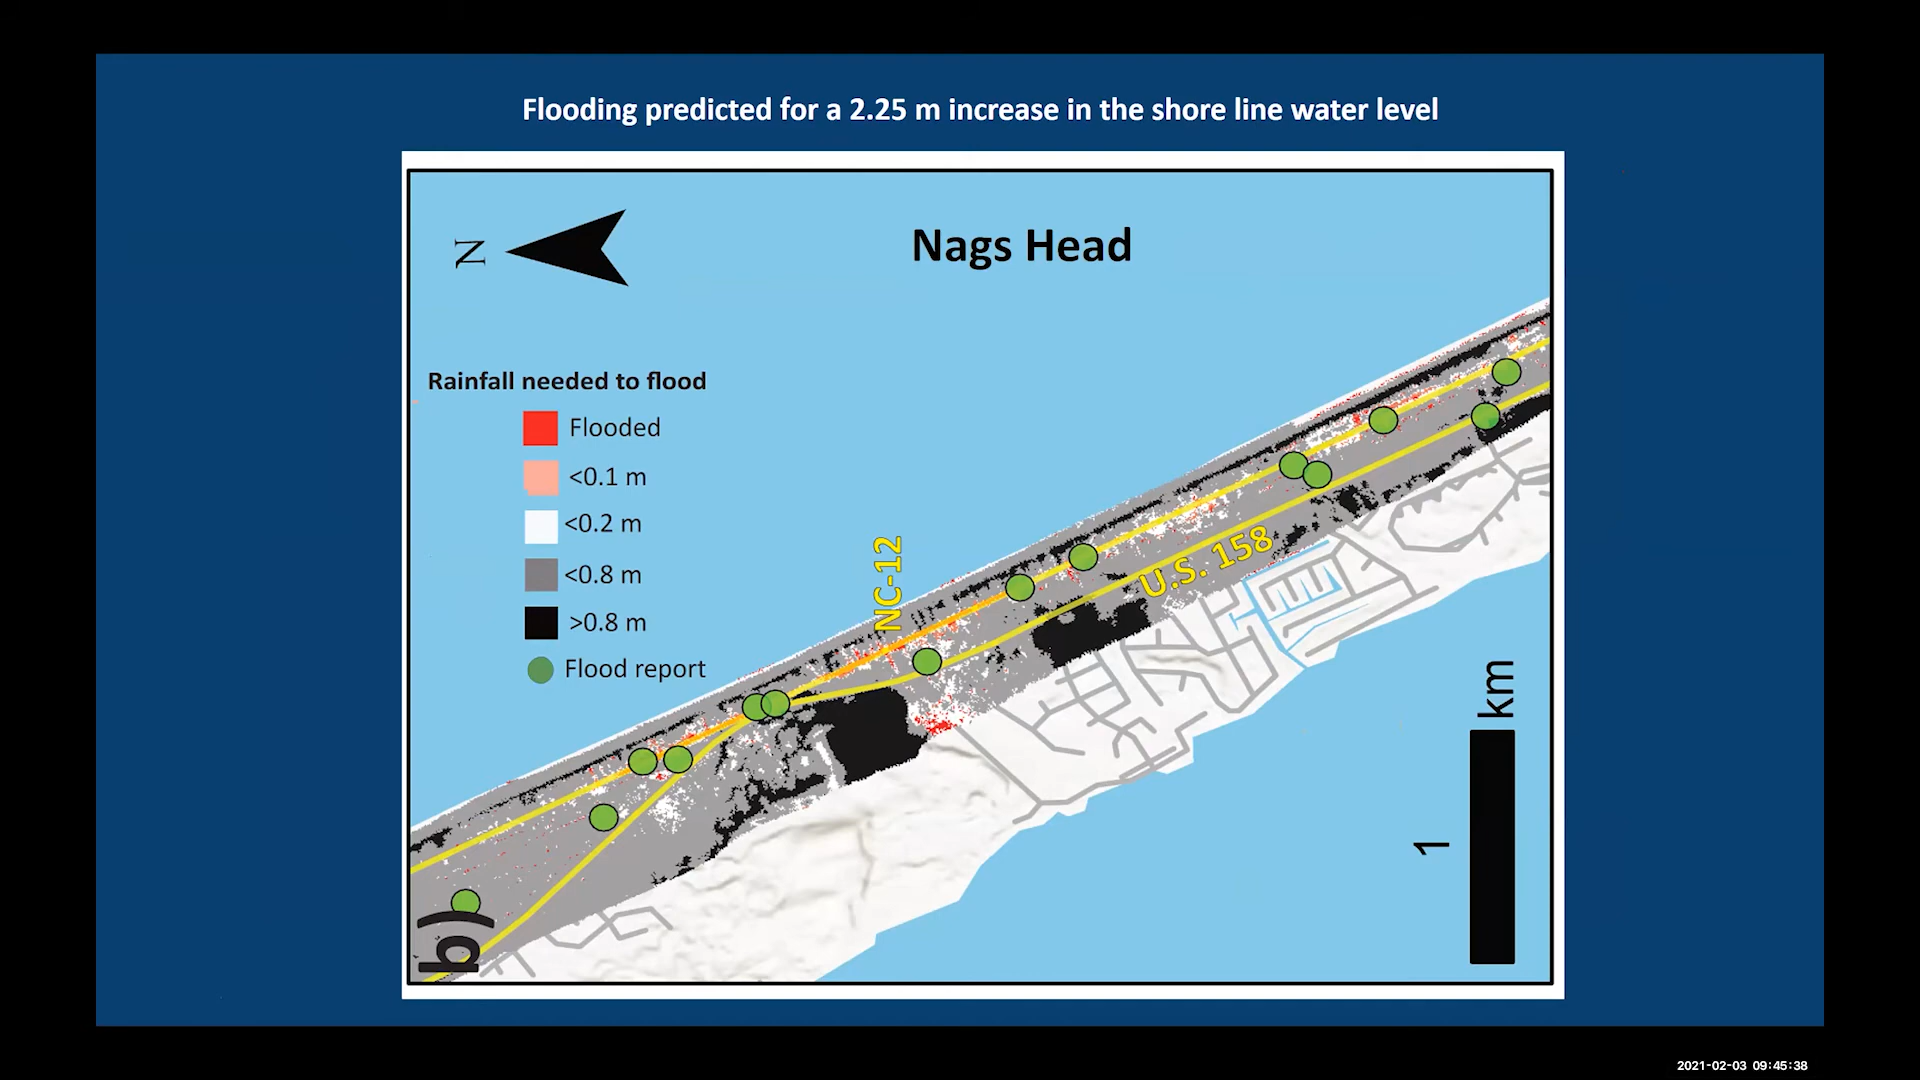 Flooding predicted for a 2.25 m increase in the shore line water level
N
Nags Head
Rainfall needed to flood
Flooded
<0.1 m
<0.2 m
<0.8 m
>0.8 m
Flood report
NC-12
U.S. 158
1 km
b)
2021-02-03 09:45:38